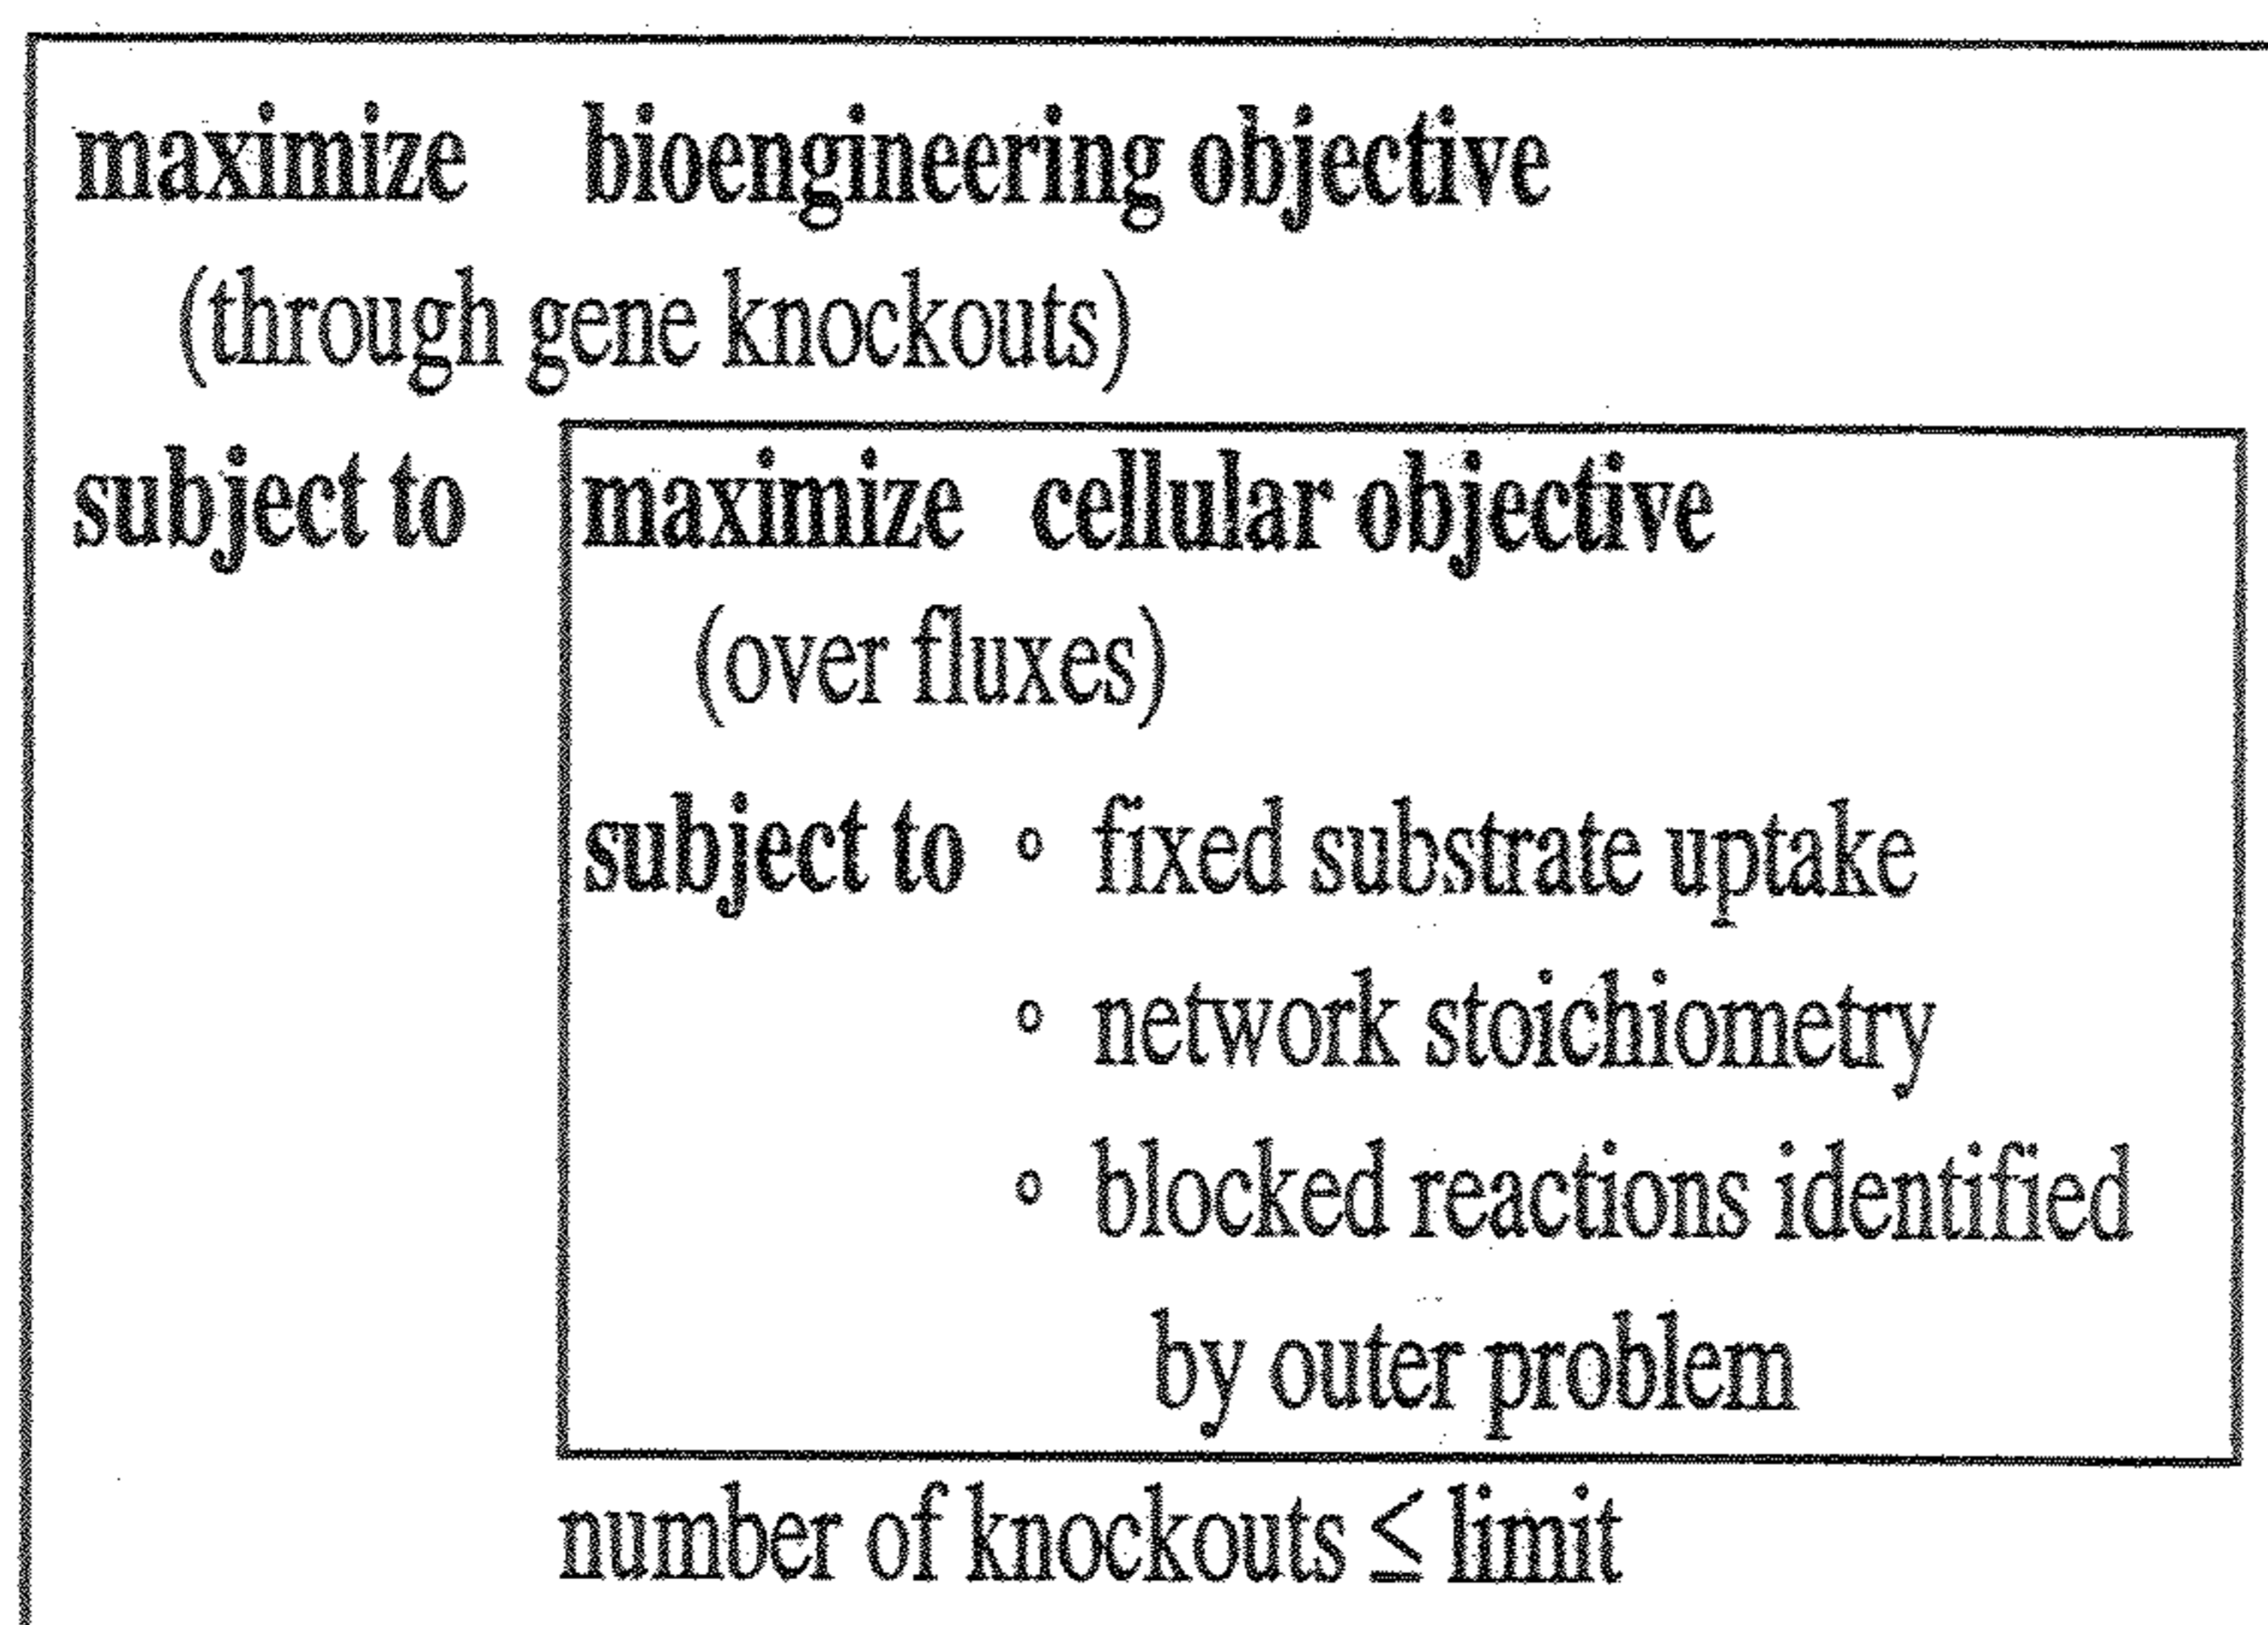 maximize bioengineering objective
(through gene knockouts)
subject to maximize cellular objective
(over fluxes)
subject to ∘ fixed substrate uptake
∘ network stoichiometry
∘ blocked reactions identified
by outer problem
number of knockouts ≤ limit